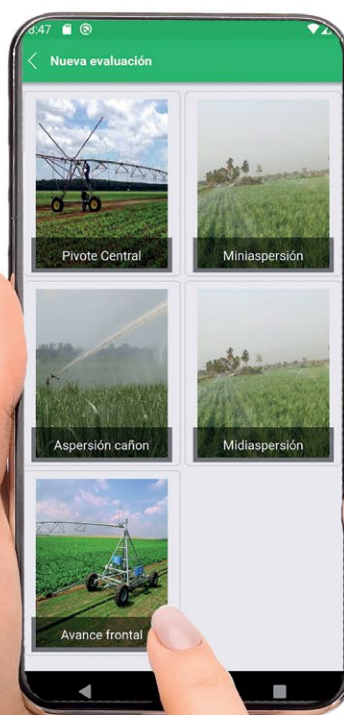 8:47
Nueva evaluación
Pivote Central
Miniaspersión
Aspersión cañon
Midiaspersión
Avance frontal